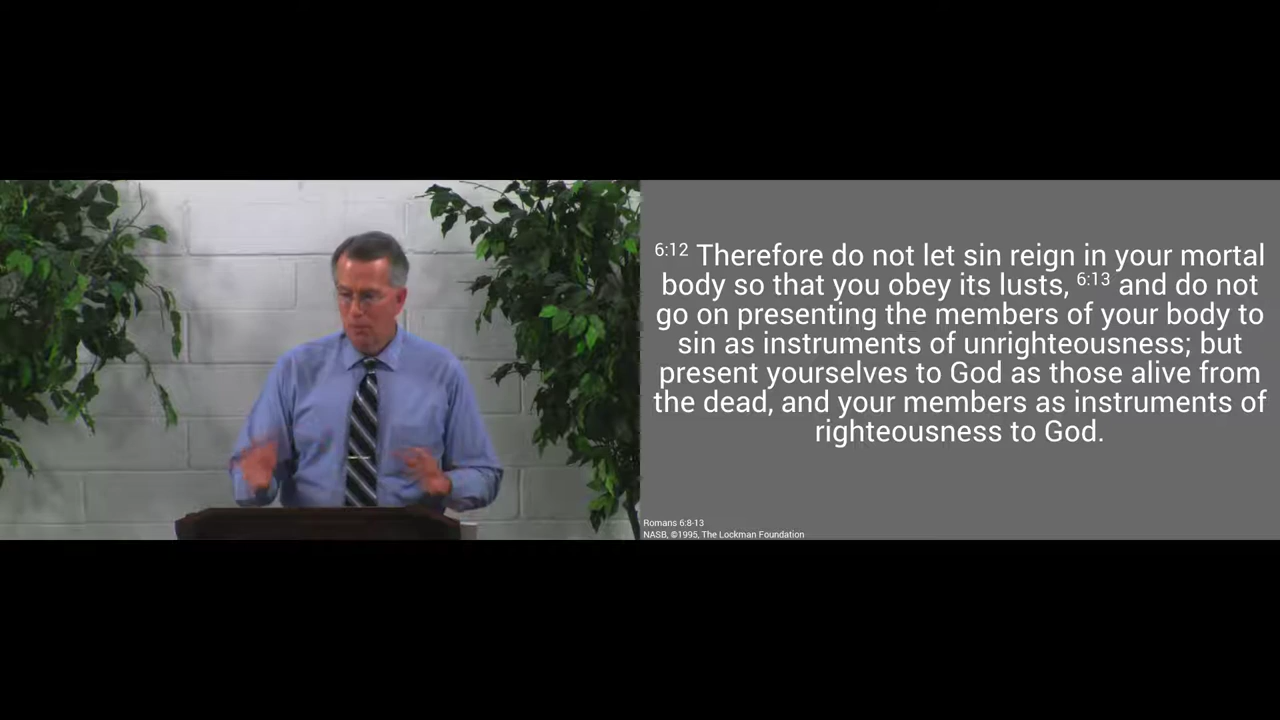 6:12 Therefore do not let sin reign in your mortal
body so that you obey its lusts, 6:13 and do not
go on presenting the members of your body to
sin as instruments of unrighteousness; but
present yourselves to God as those alive from
the dead, and your members as instruments of
righteousness to God.
Romans 6:8-13
NASB, ©1995, The Lockman Foundation